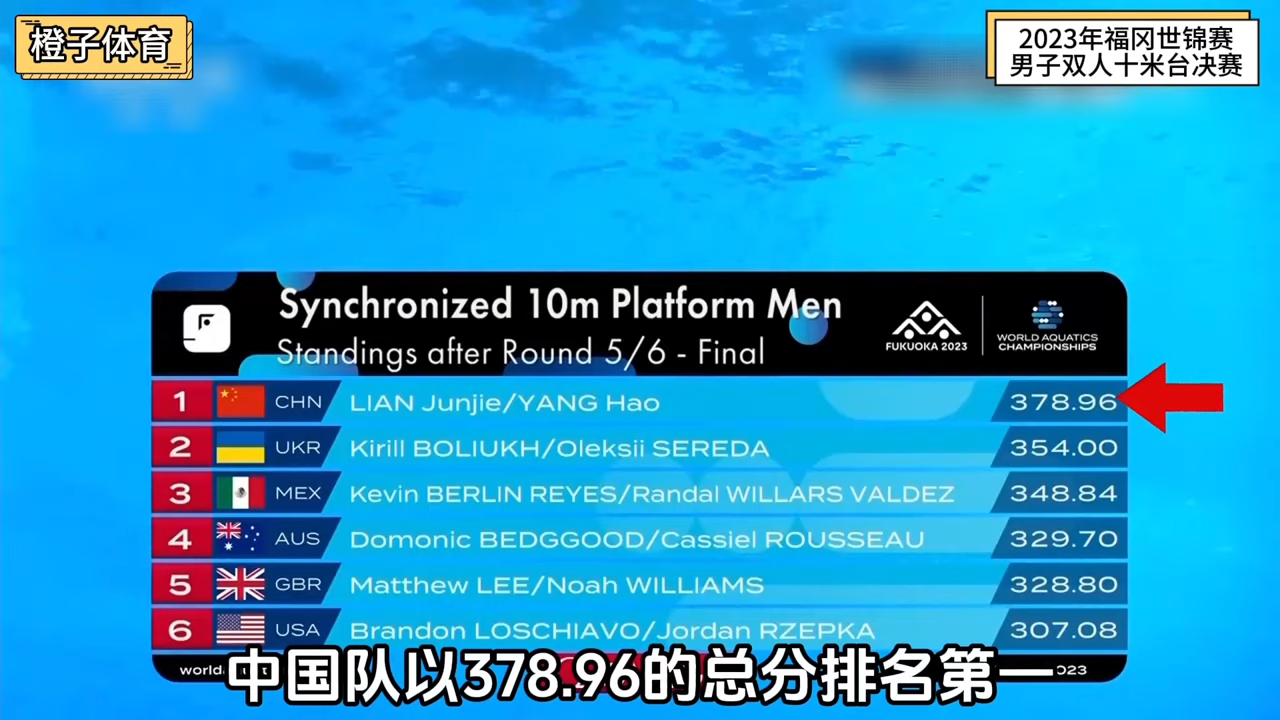 橙子体育
2023年福冈世锦赛
男子双人十米台决赛
Synchronized 10m Platform Men
Standings after Round 5/6 - Final
FUKUOKA 2023
WORLD AQUATICS
CHAMPIONSHIPS
1 CHN LIAN Junjie/YANG Hao 378.96
2 UKR Kirill BOLIUKH/Oleksii SEREDA 354.00
3 MEX Kevin BERLIN REYES/Randal WILLARS VALDEZ 348.84
4 AUS Domonic BEDGGOOD/Cassiel ROUSSEAU 329.70
5 GBR Matthew LEE/Noah WILLIAMS 328.80
6 USA Brandon LOSCHIAVO/Jordan RZEPKA 307.08
中国队以378.96的总分排名第一